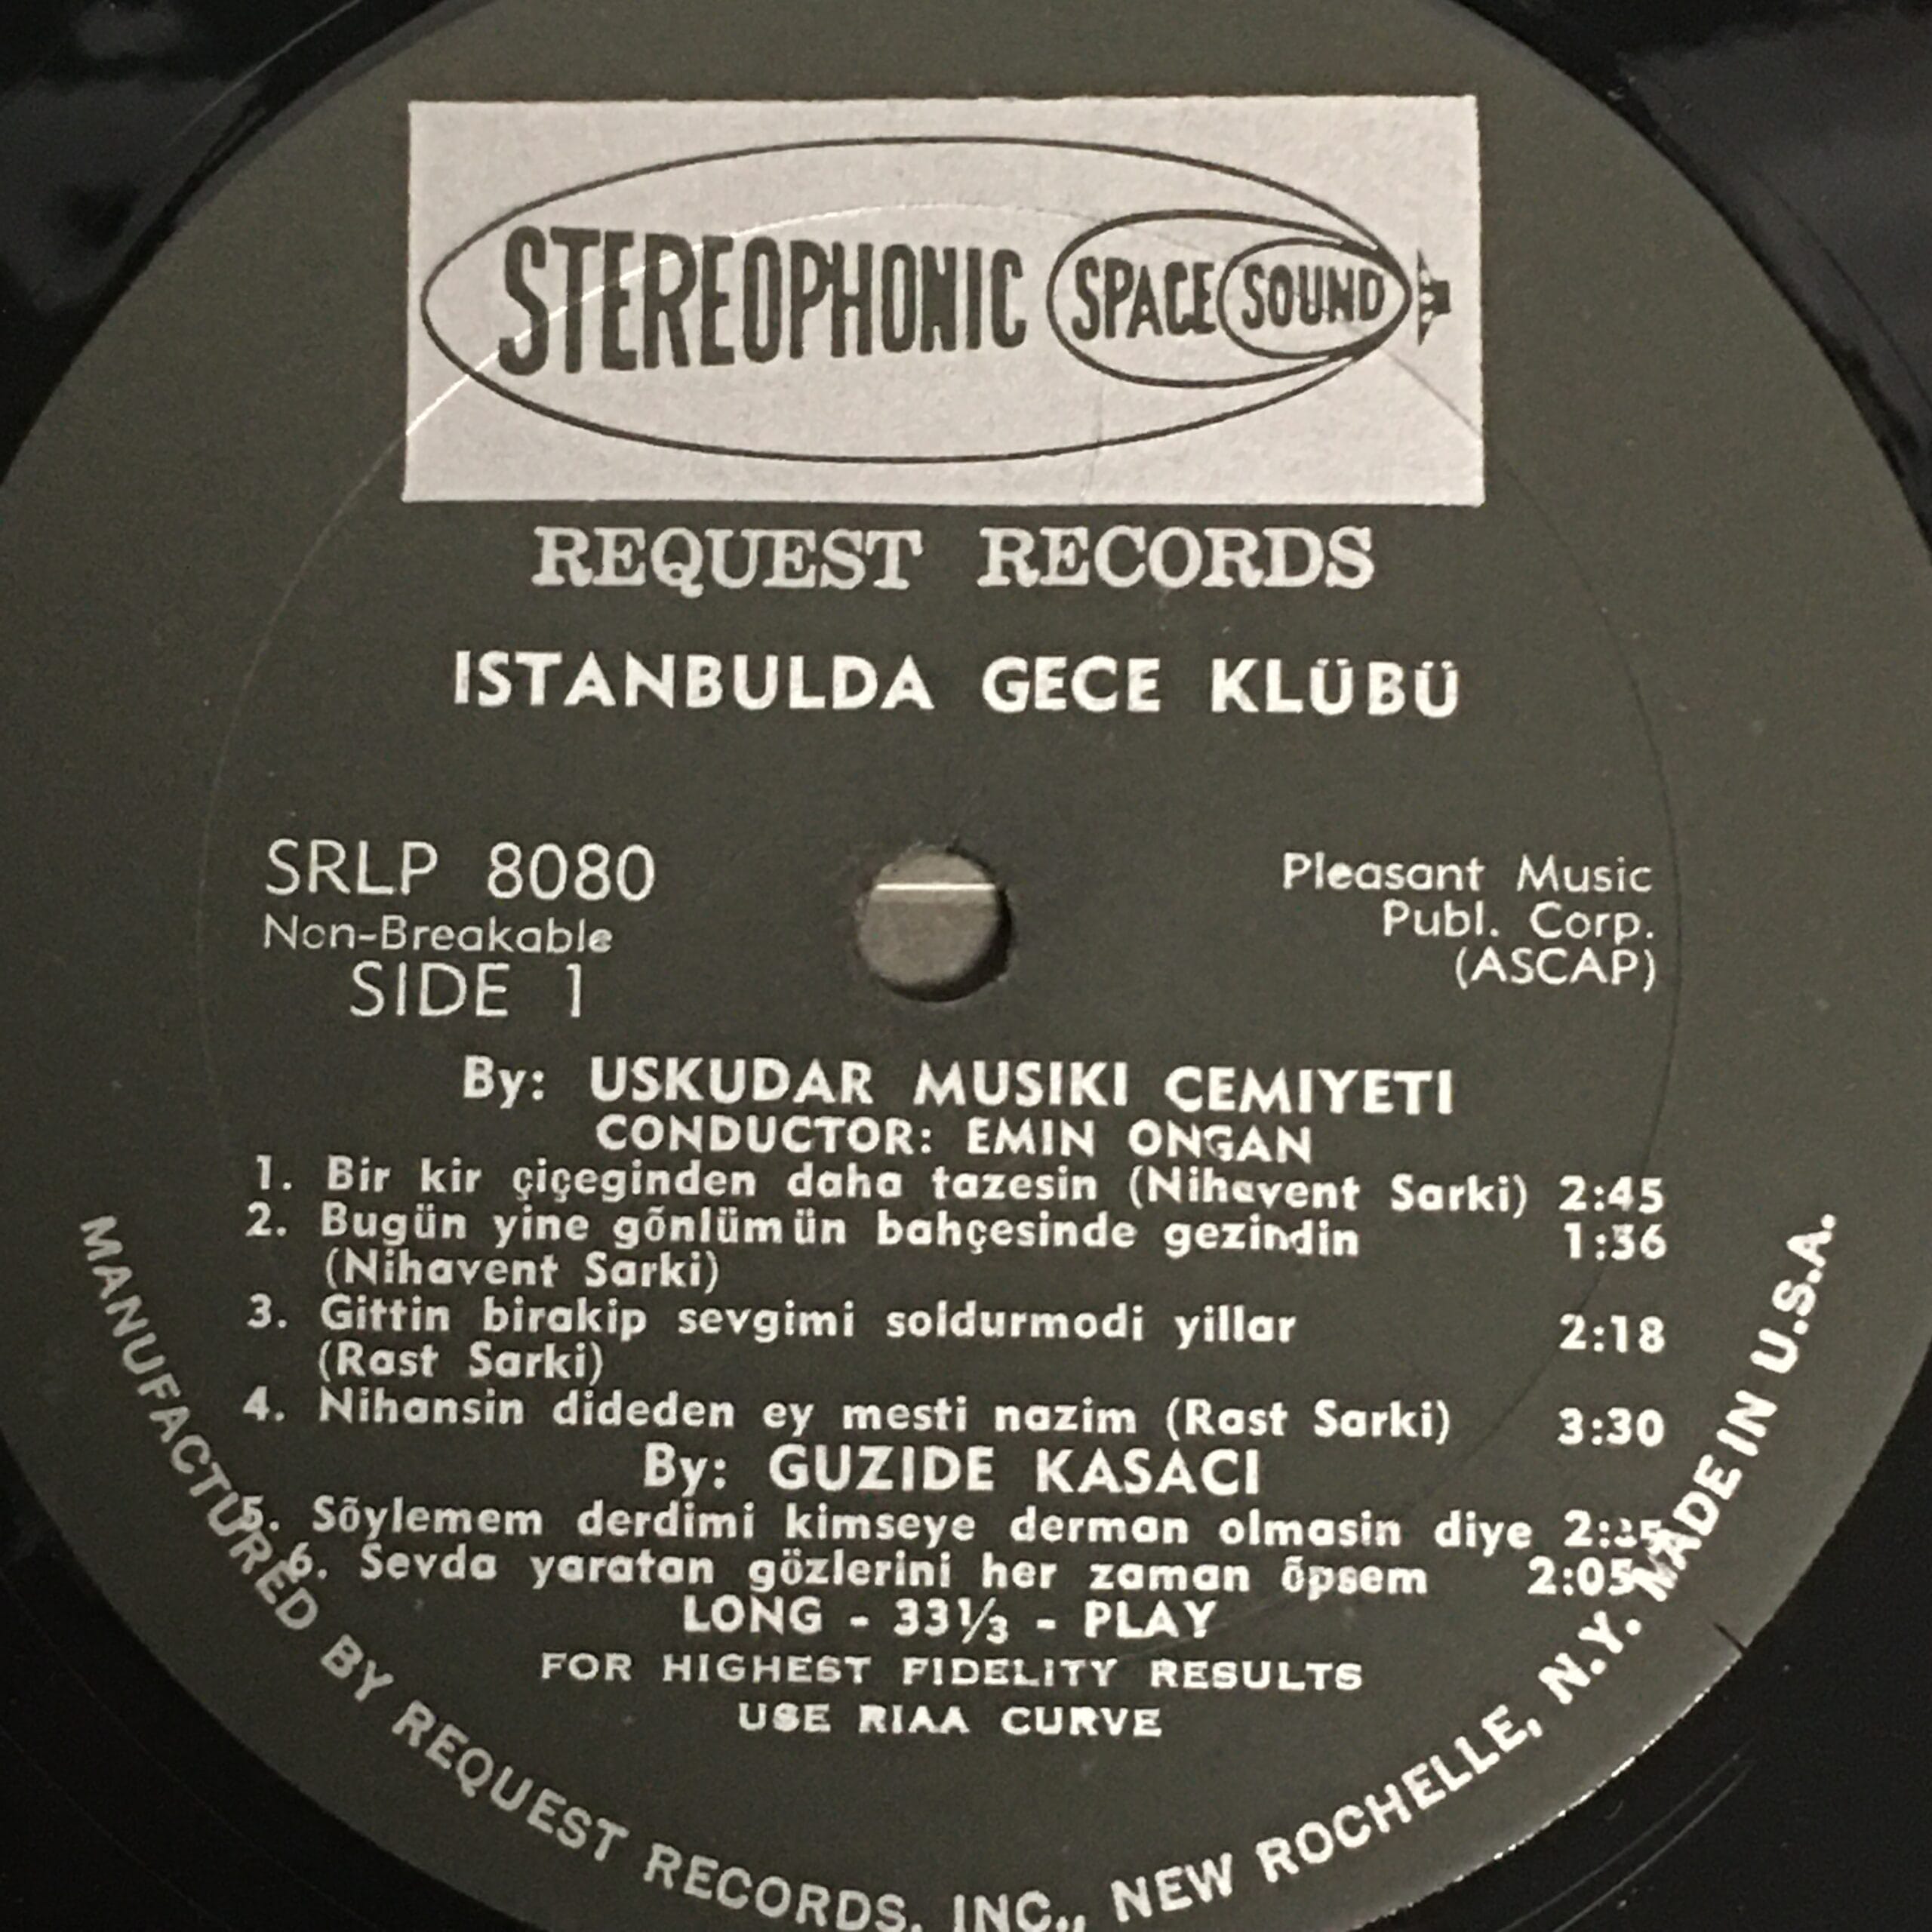 STEREOPHONIC SPACE SOUND
REQUEST RECORDS
ISTANBULDA GECE KLÜBÜ
SRLP 8080
Non-Breakable
SIDE 1
Pleasant Music
Publ. Corp.
(ASCAP)
By: USKUDAR MUSIKI CEMIYETI
CONDUCTOR: EMIN ONGAN
1. Bir kir çiçeginden daha tazesin (Nihavent Sarki) 2:45
2. Bugün yine gõnlümün bahçesinde gezindin
(Nihavent Sarki)
3. Gittin birakip sevgimi soldurmodi yillar 2:18
(Rast Sarki)
4. Nihansin dideden ey mesti nazim (Rast Sarki) 3:30
By: GUZIDE KASACI
5. Sõylemem derdimi kimseye derman olmasin diye
6. Sevda yaratan gözlerini her zaman õpsem 2:05
LONG - 33⅓ - PLAY
FOR HIGHEST FIDELITY RESULTS
USE RIAA CURVE
MANUFACTURED BY REQUEST RECORDS, INC., NEW ROCHELLE, N.Y. MADE IN U.S.A.